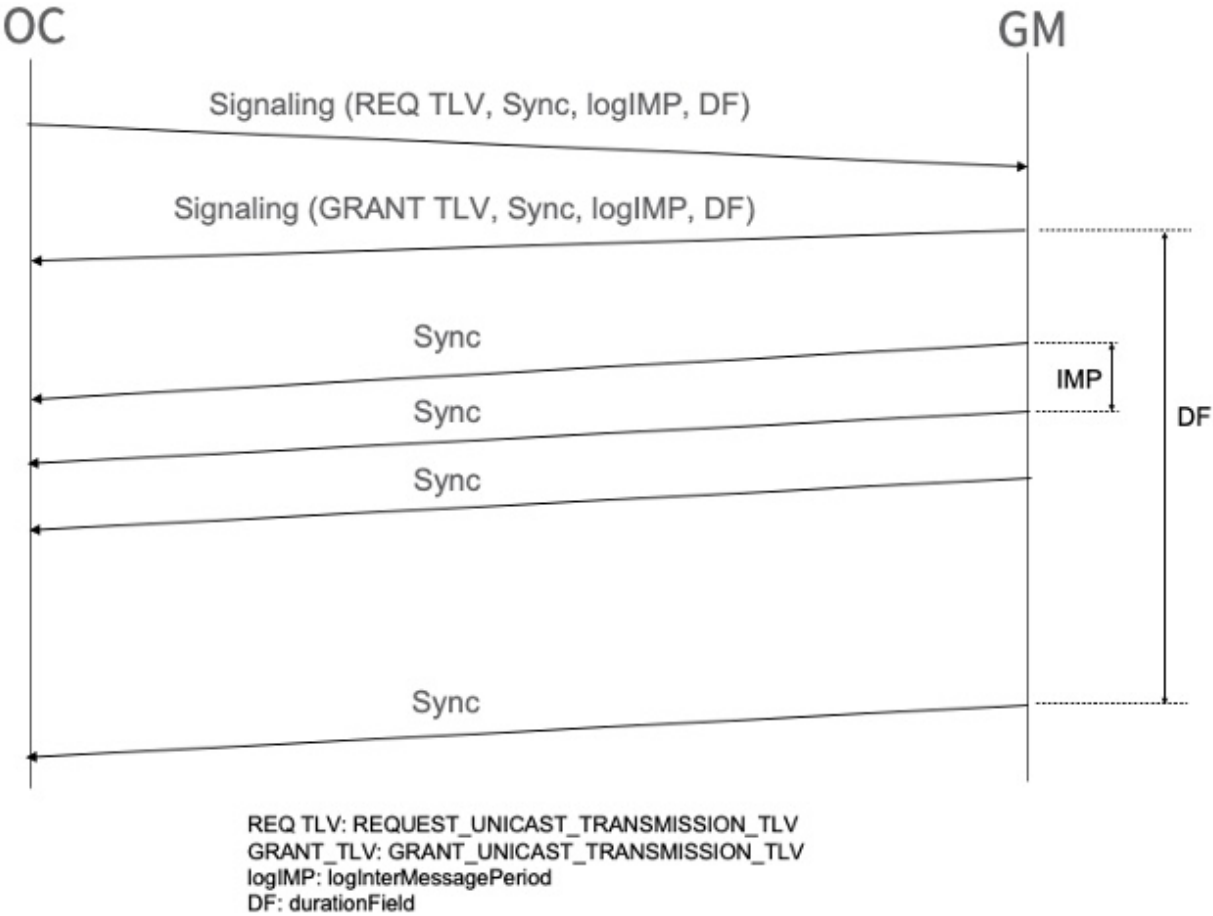 OC
GM
Signaling (REQ TLV, Sync, logIMP, DF)
Signaling (GRANT TLV, Sync, logIMP, DF)
Sync
IMP
Sync
DF
Sync
Sync
REQ TLV: REQUEST_UNICAST_TRANSMISSION_TLV
GRANT_TLV: GRANT_UNICAST_TRANSMISSION_TLV
logIMP: logInterMessagePeriod
DF: durationField